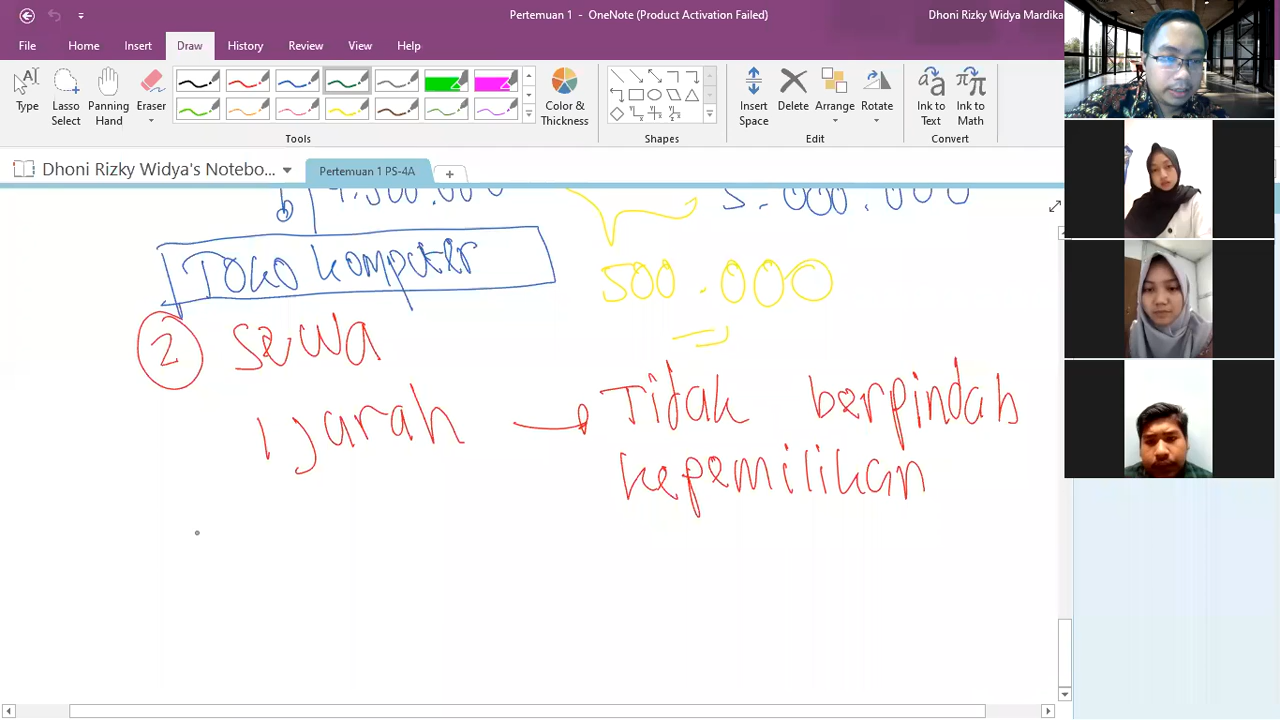 Pertemuan 1 - OneNote (Product Activation Failed)
Dhoni Rizky Widya Mardika
File Home Insert Draw History Review View Help
Type
Lasso Select
Panning Hand
Eraser
Color & Thickness
Insert Space
Delete
Arrange
Rotate
Ink to Text
Ink to Math
Tools
Shapes
Edit
Convert
Dhoni Rizky Widya's Notebo...
Pertemuan 1 PS-4A
Toko komputer
500.000
2 sewa
ijarah → Tidak berpindah
kepemilikan